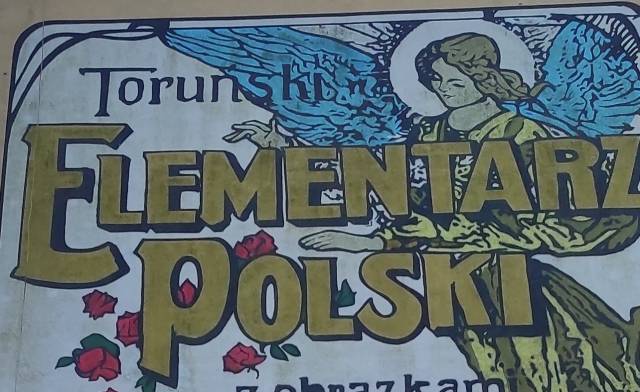 Toruński
ELEMENTARZ
POLSKI
z obrazkami